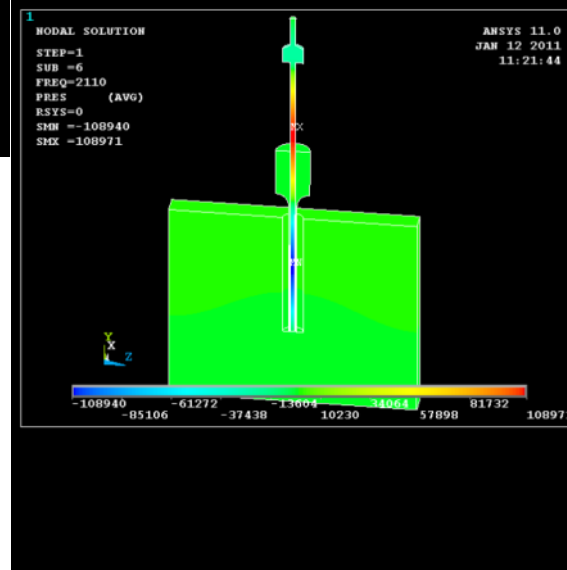 1
NODAL SOLUTION
STEP=1
SUB =6
FREQ=2110
PRES (AVG)
RSYS=0
SMN =-108940
SMX =108971
ANSYS 11.0
JAN 12 2011
11:21:44
MX
MN
Y
X
Z
-108940 -61272 -13604 34064 81732
-85106 -37438 10230 57898 10897